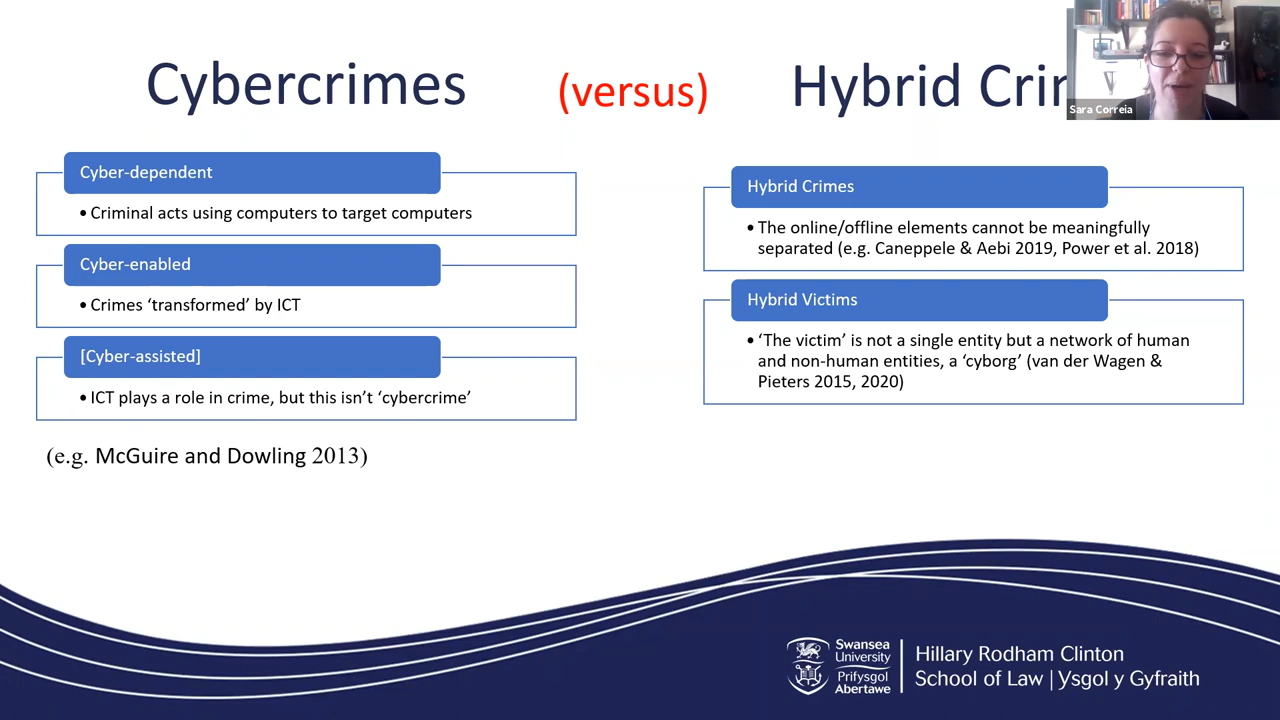 Cybercrimes
(versus)
Hybrid Crim
Sara Correia
Cyber-dependent
• Criminal acts using computers to target computers
Cyber-enabled
• Crimes ‘transformed’ by ICT
[Cyber-assisted]
• ICT plays a role in crime, but this isn’t ‘cybercrime’
(e.g. McGuire and Dowling 2013)
Hybrid Crimes
• The online/offline elements cannot be meaningfully
separated (e.g. Caneppele & Aebi 2019, Power et al. 2018)
Hybrid Victims
• ‘The victim’ is not a single entity but a network of human
and non-human entities, a ‘cyborg’ (van der Wagen &
Pieters 2015, 2020)
Swansea
University
Prifysgol
Abertawe
Hillary Rodham Clinton
School of Law | Ysgol y Gyfraith